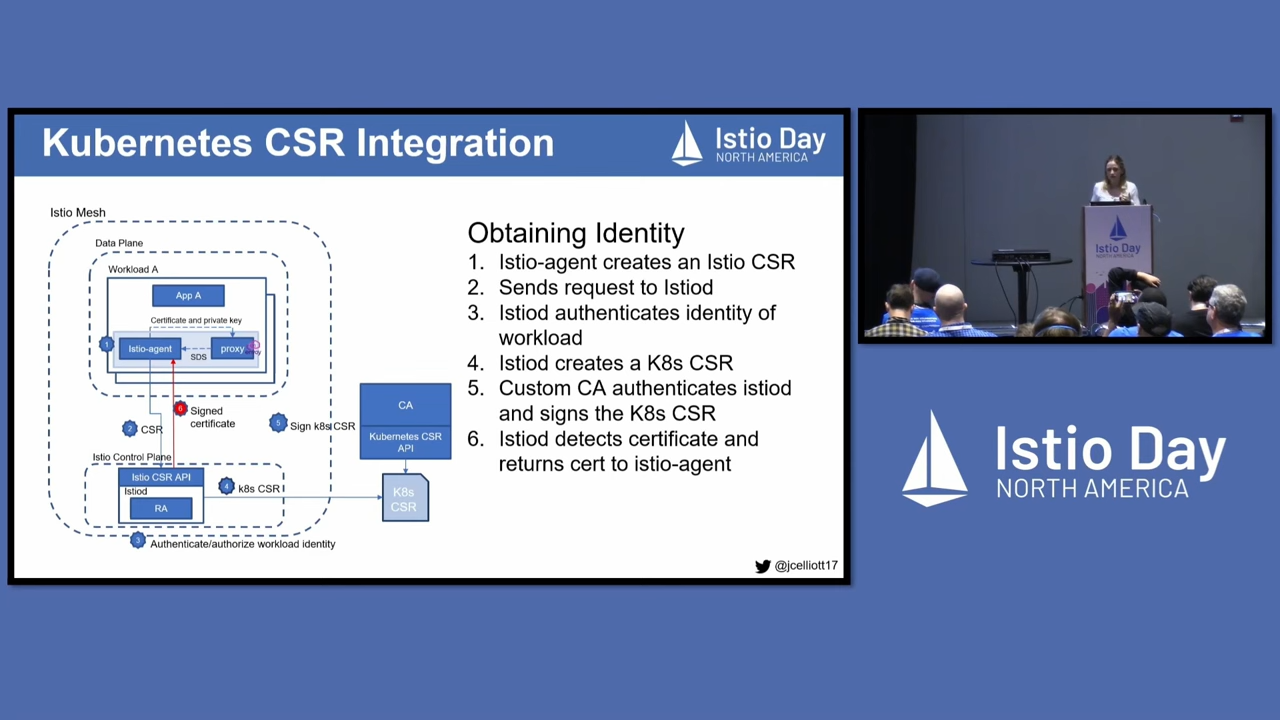 Kubernetes CSR Integration
Istio Day
NORTH AMERICA
Istio Mesh
Data Plane
Workload A
App A
Certificate and private key
1
Istio-agent
SDS
proxy
6
Signed
certificate
2
CSR
5
Sign k8s CSR
CA
Kubernetes CSR
API
Istio Control Plane
Istio CSR API
Istiod
RA
4
k8s CSR
K8s
CSR
3
Authenticate/authorize workload identity
Obtaining Identity
1. Istio-agent creates an Istio CSR
2. Sends request to Istiod
3. Istiod authenticates identity of
workload
4. Istiod creates a K8s CSR
5. Custom CA authenticates istiod
and signs the K8s CSR
6. Istiod detects certificate and
returns cert to istio-agent
@jcelliott17
Istio Day
NORTH AMERICA
Istio Day
NORTH AMERICA